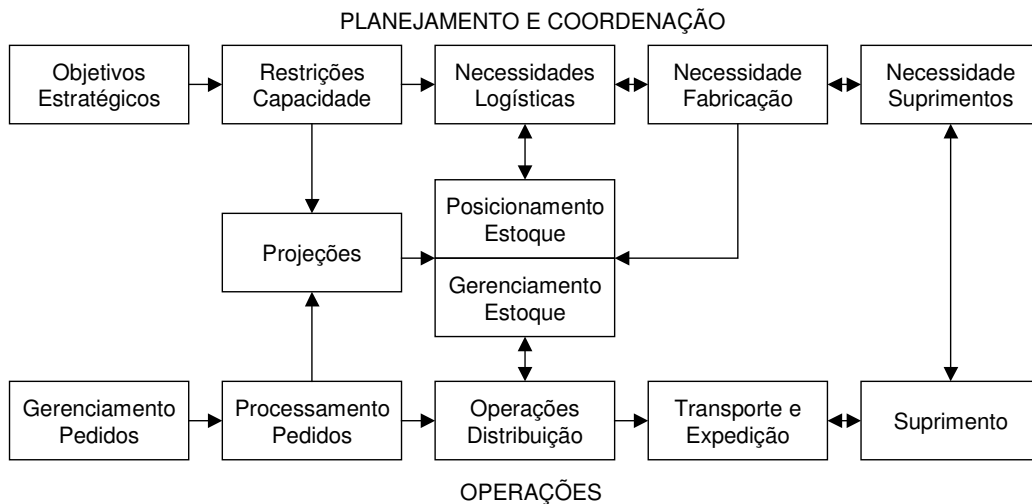 PLANEJAMENTO E COORDENAÇÃO
Objetivos
Estratégicos
Restrições
Capacidade
Necessidades
Logísticas
Necessidade
Fabricação
Necessidade
Suprimentos
Projeções
Posicionamento
Estoque
Gerenciamento
Estoque
Gerenciamento
Pedidos
Processamento
Pedidos
Operações
Distribuição
Transporte e
Expedição
Suprimento
OPERAÇÕES